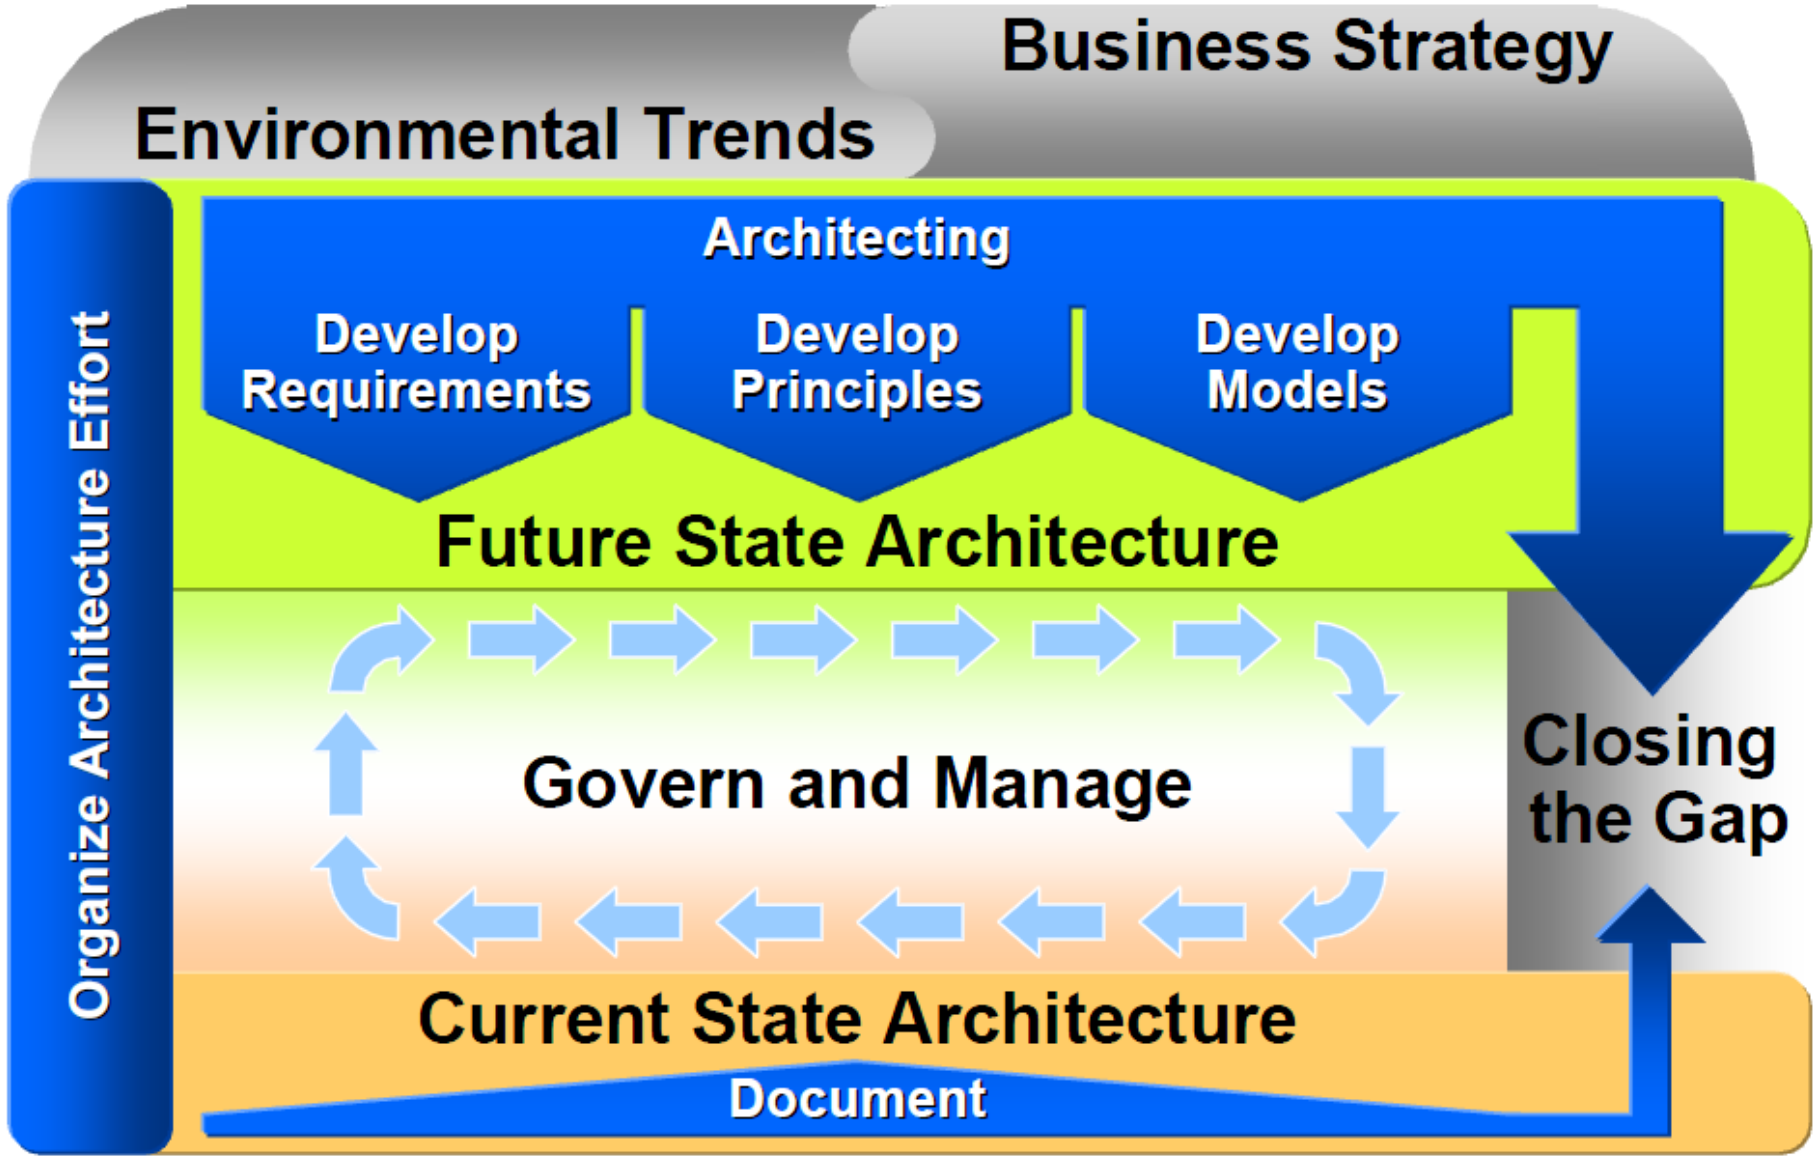 Business Strategy
Environmental Trends
Organize Architecture Effort
Architecting
Develop
Requirements
Develop
Principles
Develop
Models
Future State Architecture
Govern and Manage
Closing
the Gap
Current State Architecture
Document